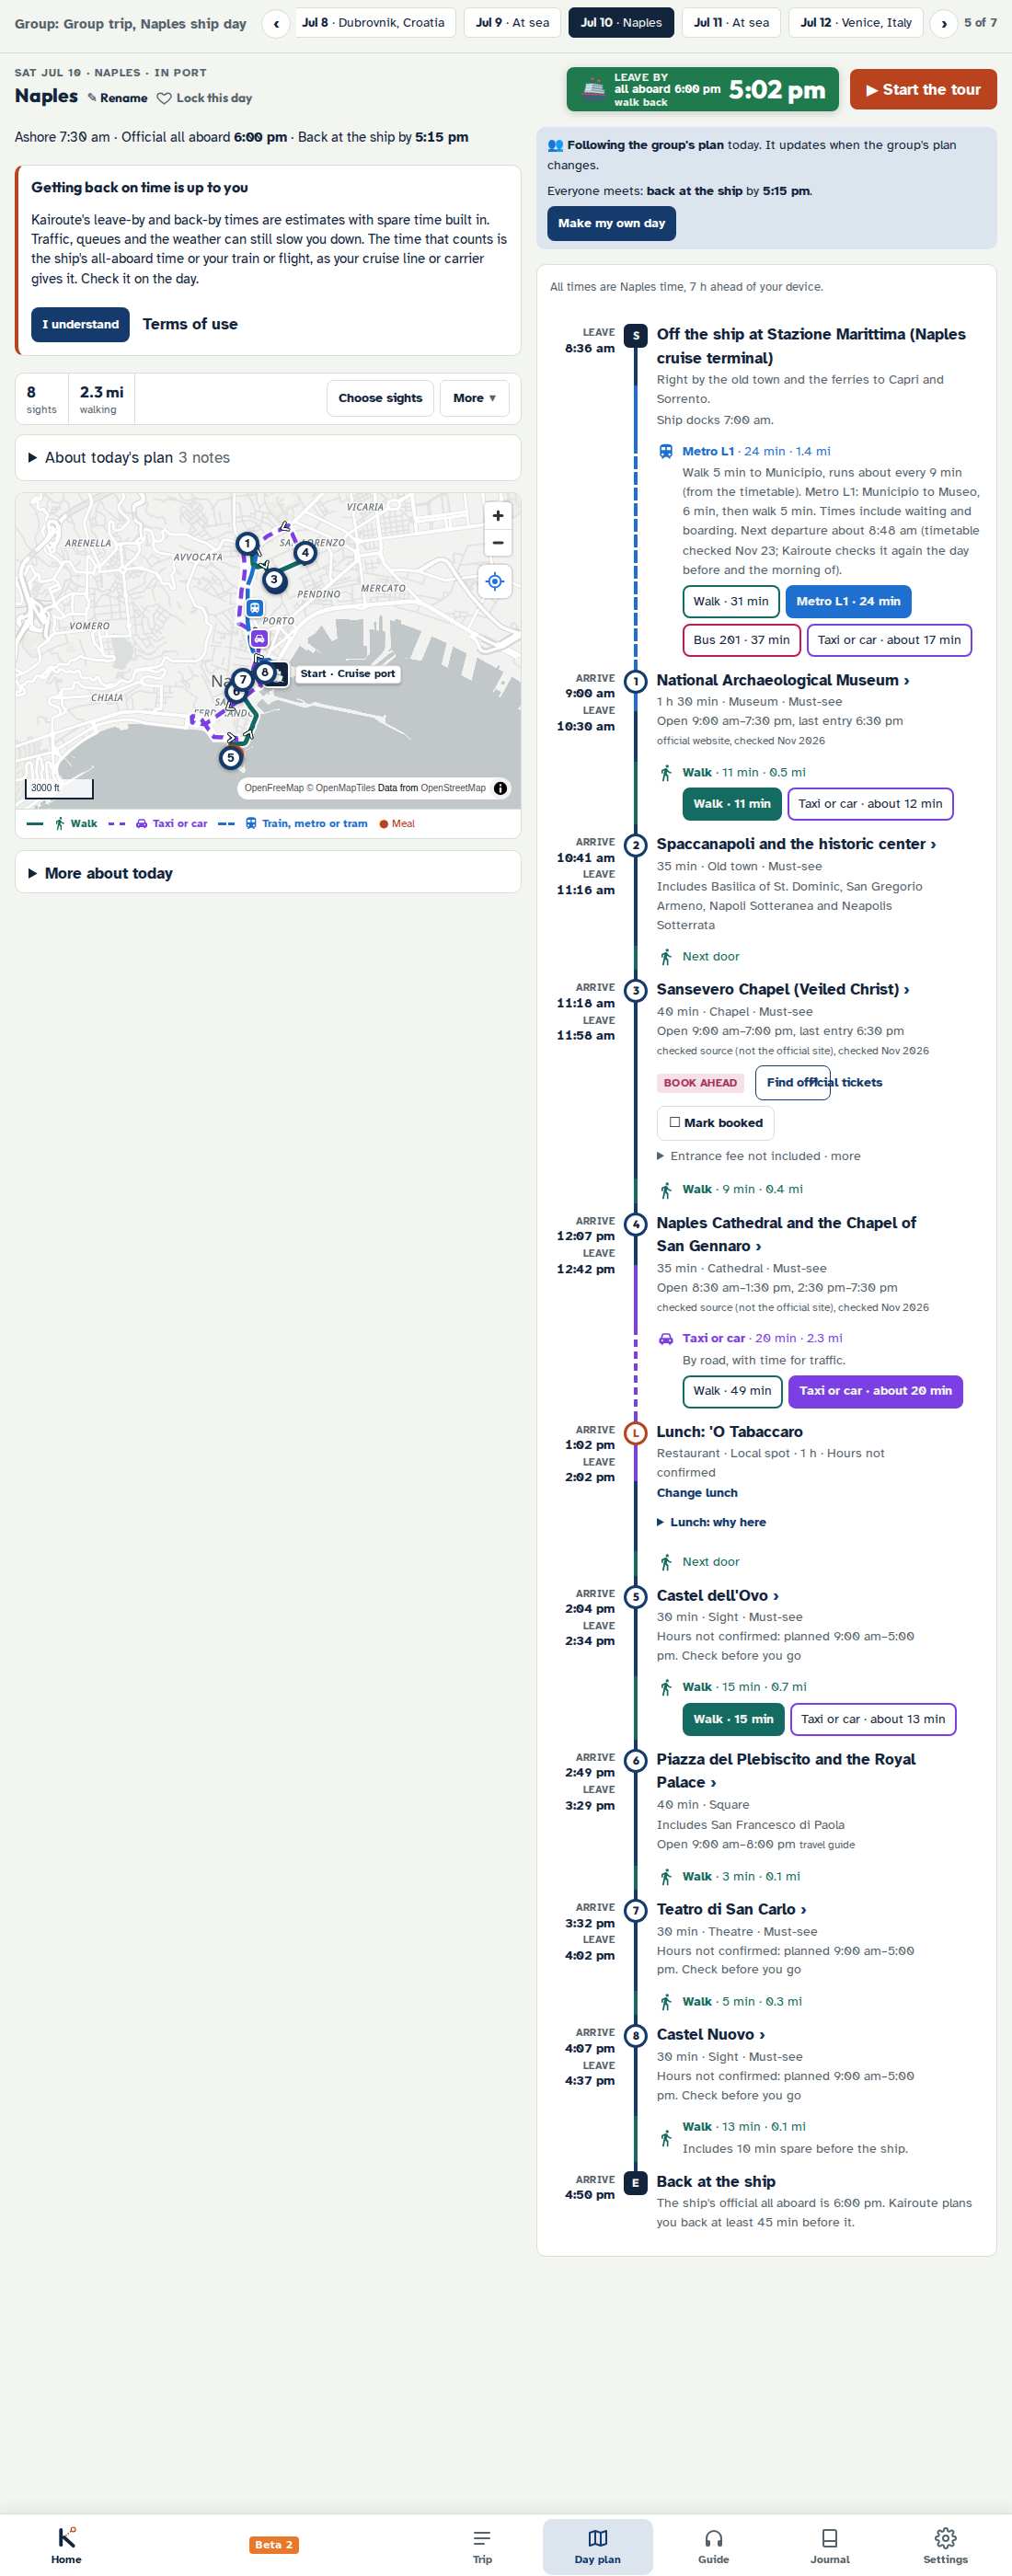 Group: Group trip, Naples ship day
‹
Jul 8 · Dubrovnik, Croatia
Jul 9 · At sea
Jul 10 · Naples
Jul 11 · At sea
Jul 12 · Venice, Italy
›
5 of 7
SAT JUL 10 · NAPLES · IN PORT
Naples ✎ Rename Lock this day
LEAVE BY
all aboard 6:00 pm
walk back
5:02 pm
▶ Start the tour
Ashore 7:30 am · Official all aboard 6:00 pm · Back at the ship by 5:15 pm
Getting back on time is up to you
Kairoute's leave-by and back-by times are estimates with spare time built in.
Traffic, queues and the weather can still slow you down. The time that counts is
the ship's all-aboard time or your train or flight, as your cruise line or carrier
gives it. Check it on the day.
I understand
Terms of use
8
sights
2.3 mi
walking
Choose sights
More ▾
▶ About today's plan 3 notes
VICARIA
ARENELLA
AVVOCATA
SA
ORENZO
PENDINO
MERCATO
PORTO
VOMERO
CHIAIA
Na
SA
FERDINANDO
1
3
4
5
6
7
8
Start · Cruise port
+
−
3000 ft
OpenFreeMap © OpenMapTiles Data from OpenStreetMap
Walk
Taxi or car
Train, metro or tram
Meal
▶ More about today
Following the group's plan today. It updates when the group's plan
changes.
Everyone meets: back at the ship by 5:15 pm.
Make my own day
All times are Naples time, 7 h ahead of your device.
LEAVE
8:36 am
S
Off the ship at Stazione Marittima (Naples
cruise terminal)
Right by the old town and the ferries to Capri and
Sorrento.
Ship docks 7:00 am.
Metro L1 · 24 min · 1.4 mi
Walk 5 min to Municipio, runs about every 9 min
(from the timetable). Metro L1: Municipio to Museo,
6 min, then walk 5 min. Times include waiting and
boarding. Next departure about 8:48 am (timetable
checked Nov 23; Kairoute checks it again the day
before and the morning of).
Walk · 31 min
Metro L1 · 24 min
Bus 201 · 37 min
Taxi or car · about 17 min
ARRIVE
9:00 am
LEAVE
10:30 am
1
National Archaeological Museum ›
1 h 30 min · Museum · Must-see
Open 9:00 am–7:30 pm, last entry 6:30 pm
official website, checked Nov 2026
Walk · 11 min · 0.5 mi
Walk · 11 min
Taxi or car · about 12 min
ARRIVE
10:41 am
LEAVE
11:16 am
2
Spaccanapoli and the historic center ›
35 min · Old town · Must-see
Includes Basilica of St. Dominic, San Gregorio
Armeno, Napoli Sotteranea and Neapolis
Sotterrata
Next door
ARRIVE
11:18 am
LEAVE
11:58 am
3
Sansevero Chapel (Veiled Christ) ›
40 min · Chapel · Must-see
Open 9:00 am–7:00 pm, last entry 6:30 pm
checked source (not the official site), checked Nov 2026
BOOK AHEAD
Find official tickets
☐ Mark booked
▶ Entrance fee not included · more
Walk · 9 min · 0.4 mi
ARRIVE
12:07 pm
LEAVE
12:42 pm
4
Naples Cathedral and the Chapel of
San Gennaro ›
35 min · Cathedral · Must-see
Open 8:30 am–1:30 pm, 2:30 pm–7:30 pm
checked source (not the official site), checked Nov 2026
Taxi or car · 20 min · 2.3 mi
By road, with time for traffic.
Walk · 49 min
Taxi or car · about 20 min
ARRIVE
1:02 pm
LEAVE
2:02 pm
L
Lunch: 'O Tabaccaro
Restaurant · Local spot · 1 h · Hours not
confirmed
Change lunch
▶ Lunch: why here
Next door
ARRIVE
2:04 pm
LEAVE
2:34 pm
5
Castel dell'Ovo ›
30 min · Sight · Must-see
Hours not confirmed: planned 9:00 am–5:00
pm. Check before you go
Walk · 15 min · 0.7 mi
Walk · 15 min
Taxi or car · about 13 min
ARRIVE
2:49 pm
LEAVE
3:29 pm
6
Piazza del Plebiscito and the Royal
Palace ›
40 min · Square
Includes San Francesco di Paola
Open 9:00 am–8:00 pm travel guide
Walk · 3 min · 0.1 mi
ARRIVE
3:32 pm
LEAVE
4:02 pm
7
Teatro di San Carlo ›
30 min · Theatre · Must-see
Hours not confirmed: planned 9:00 am–5:00
pm. Check before you go
Walk · 5 min · 0.3 mi
ARRIVE
4:07 pm
LEAVE
4:37 pm
8
Castel Nuovo ›
30 min · Sight · Must-see
Hours not confirmed: planned 9:00 am–5:00
pm. Check before you go
Walk · 13 min · 0.1 mi
Includes 10 min spare before the ship.
ARRIVE
4:50 pm
E
Back at the ship
The ship's official all aboard is 6:00 pm. Kairoute plans
you back at least 45 min before it.
Home
Beta 2
Trip
Day plan
Guide
Journal
Settings